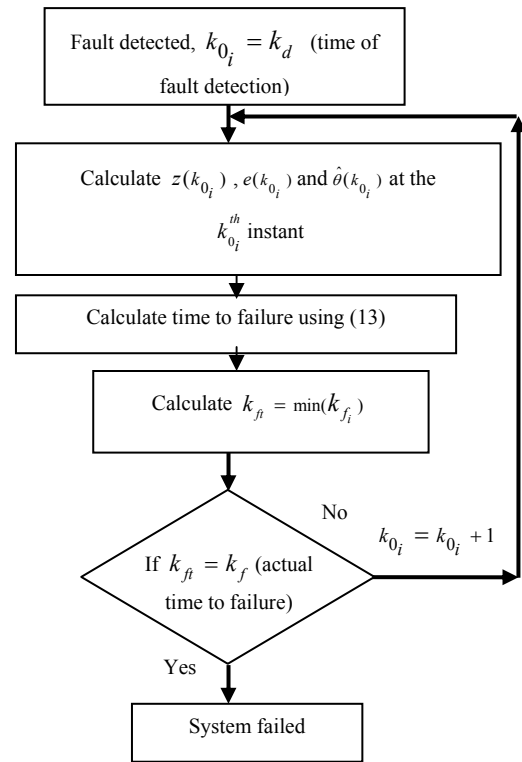 Fault detected, k_{0_i} = k_d (time of
fault detection)
Calculate z(k_{0_i}) , e(k_{0_i}) and \hat{θ}(k_{0_i}) at the
k_{0_i}^{th} instant
Calculate time to failure using (13)
Calculate k_{ft} = min(k_{f_i})
No
k_{0_i} = k_{0_i} + 1
If k_{ft} = k_f (actual
time to failure)
Yes
System failed